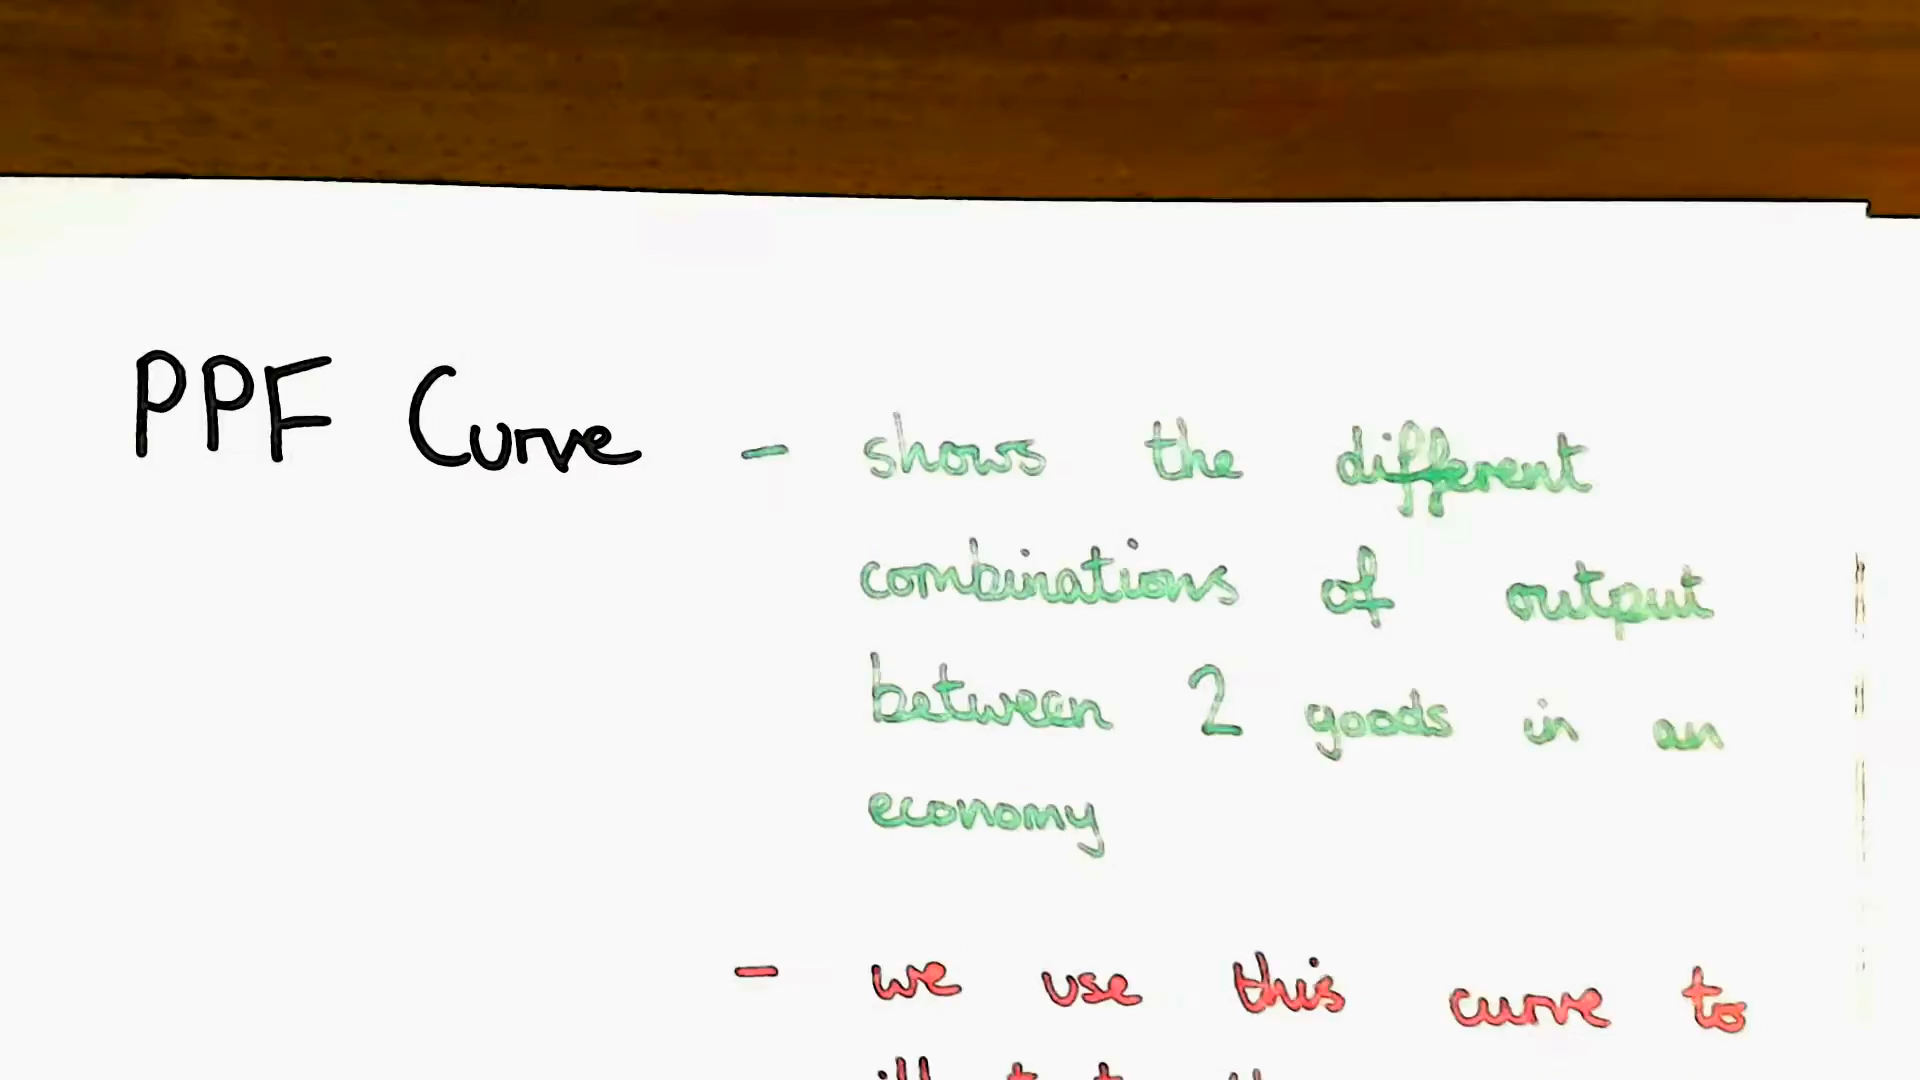 PPF Curve - shows the different
combinations of output
between 2 goods in an
economy
- we use this curve to